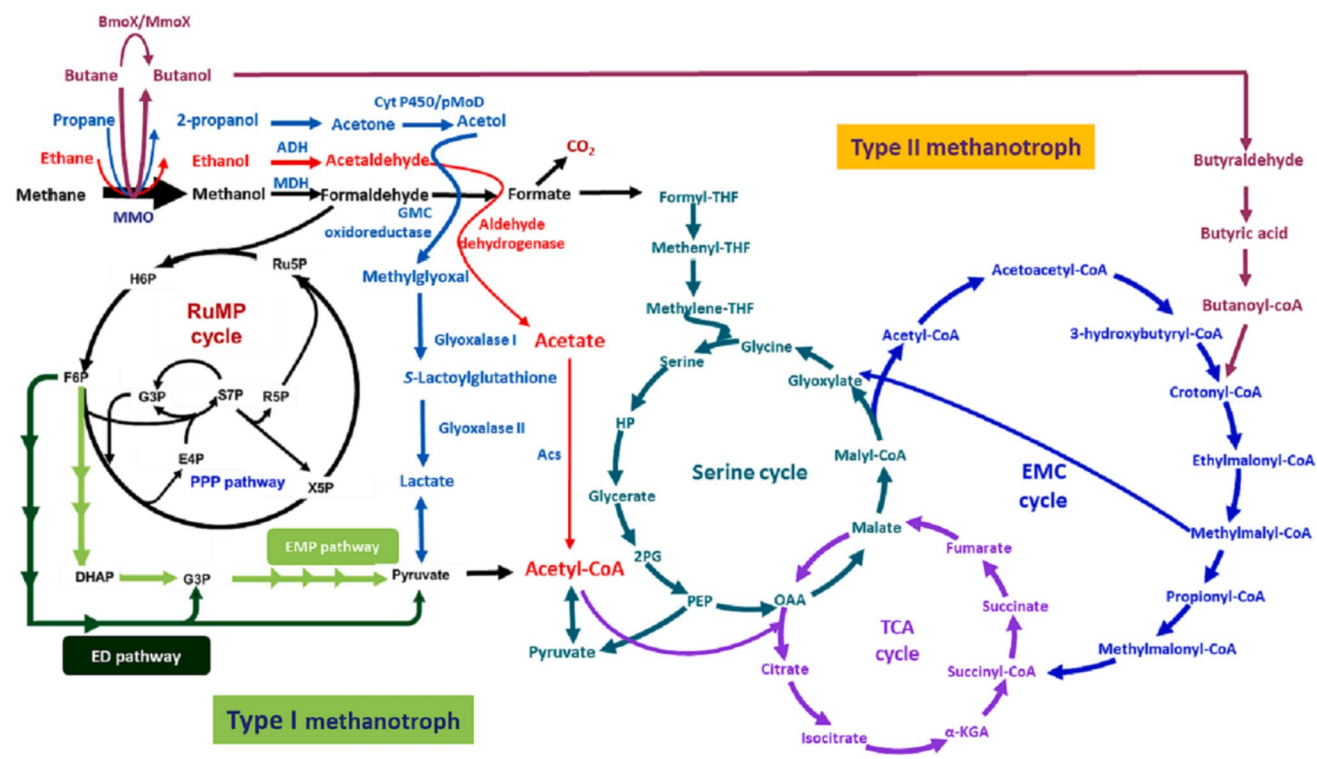 BmoX/MmoX
Butane
Butanol
Cyt P450/pMoD
Propane
2-propanol
Acetone
Acetol
Ethane
ADH
Ethanol
Acetaldehyde
CO2
Type II methanotroph
Butyraldehyde
Methane
MMO
Methanol
MDH
Formaldehyde
Formate
Formyl-THF
GMC
oxidoreductase
Aldehyde
dehydrogenase
Methenyl-THF
Butyric acid
H6P
Ru5P
Methylglyoxal
Acetoacetyl-CoA
RuMP
cycle
Methylene-THF
Butanoyl-coA
Glyoxalase I
Acetate
Glycine
Acetyl-CoA
3-hydroxybutyryl-CoA
Serine
F6P
G3P
S7P
R5P
S-Lactoylglutathione
Glyoxylate
Crotonyl-CoA
HP
Glyoxalase II
Acs
E4P
PPP pathway
X5P
Malyl-CoA
Ethylmalonyl-CoA
Serine cycle
EMC
cycle
Lactate
Glycerate
Malate
Methylmalyl-CoA
EMP pathway
Fumarate
2PG
DHAP
G3P
Pyruvate
Acetyl-CoA
PEP
OAA
Succinate
Propionyl-CoA
TCA
cycle
ED pathway
Pyruvate
Citrate
Succinyl-CoA
Methylmalonyl-CoA
Type I methanotroph
Isocitrate
α-KGA